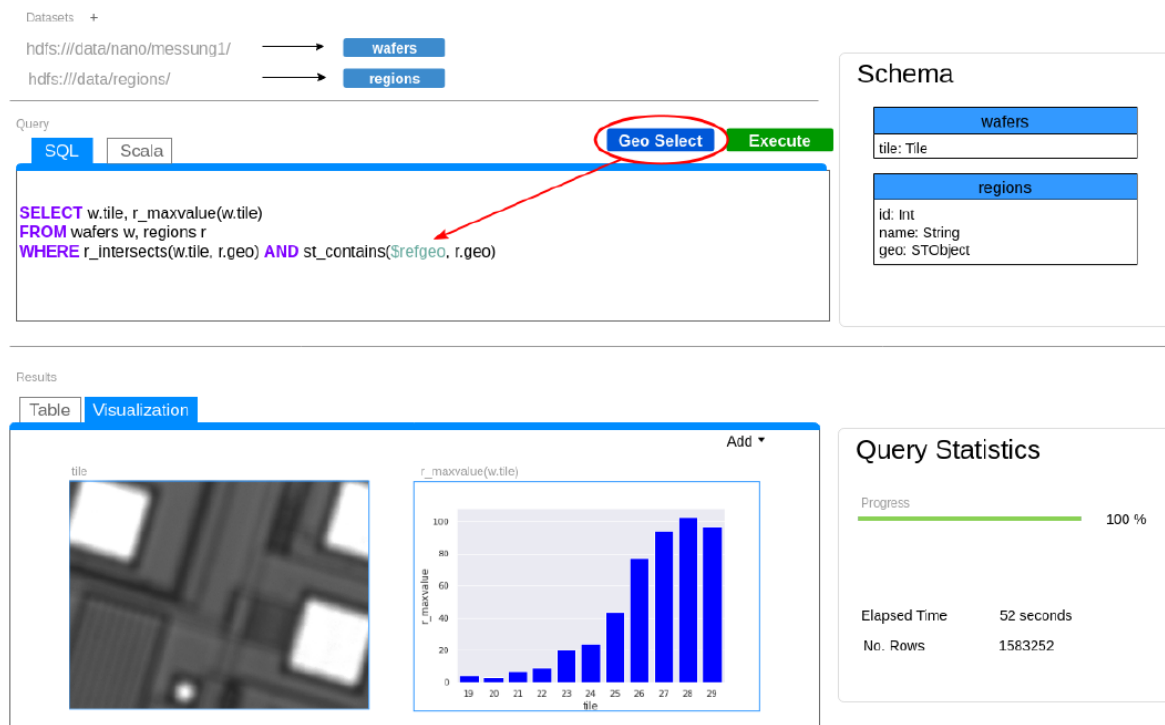 Datasets +
hdfs:///data/nano/messung1/ wafers
hdfs:///data/regions/ regions
Schema
wafers
tile: Tile
regions
id: Int
name: String
geo: STObject
Query
SQL Scala
Geo Select Execute
SELECT w.tile, r_maxvalue(w.tile)
FROM wafers w, regions r
WHERE r_intersects(w.tile, r.geo) AND st_contains($refgeo, r.geo)
Results
Table Visualization
Add
tile
r_maxvalue(w.tile)
r_maxvalue
100
80
60
40
20
0
19 20 21 22 23 24 25 26 27 28 29
tile
Query Statistics
Progress
100 %
Elapsed Time 52 seconds
No. Rows 1583252